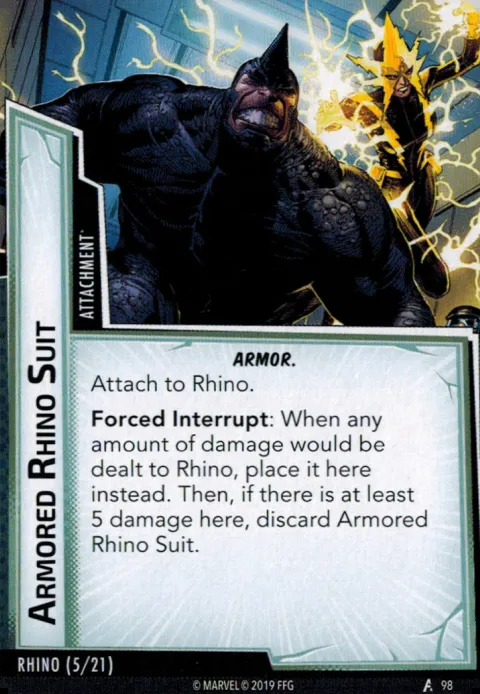 ATTACHMENT
ARMORED RHINO SUIT
ARMOR.
Attach to Rhino.
Forced Interrupt: When any
amount of damage would be
dealt to Rhino, place it here
instead. Then, if there is at least
5 damage here, discard Armored
Rhino Suit.
RHINO (5/21)
© MARVEL © 2019 FFG
98